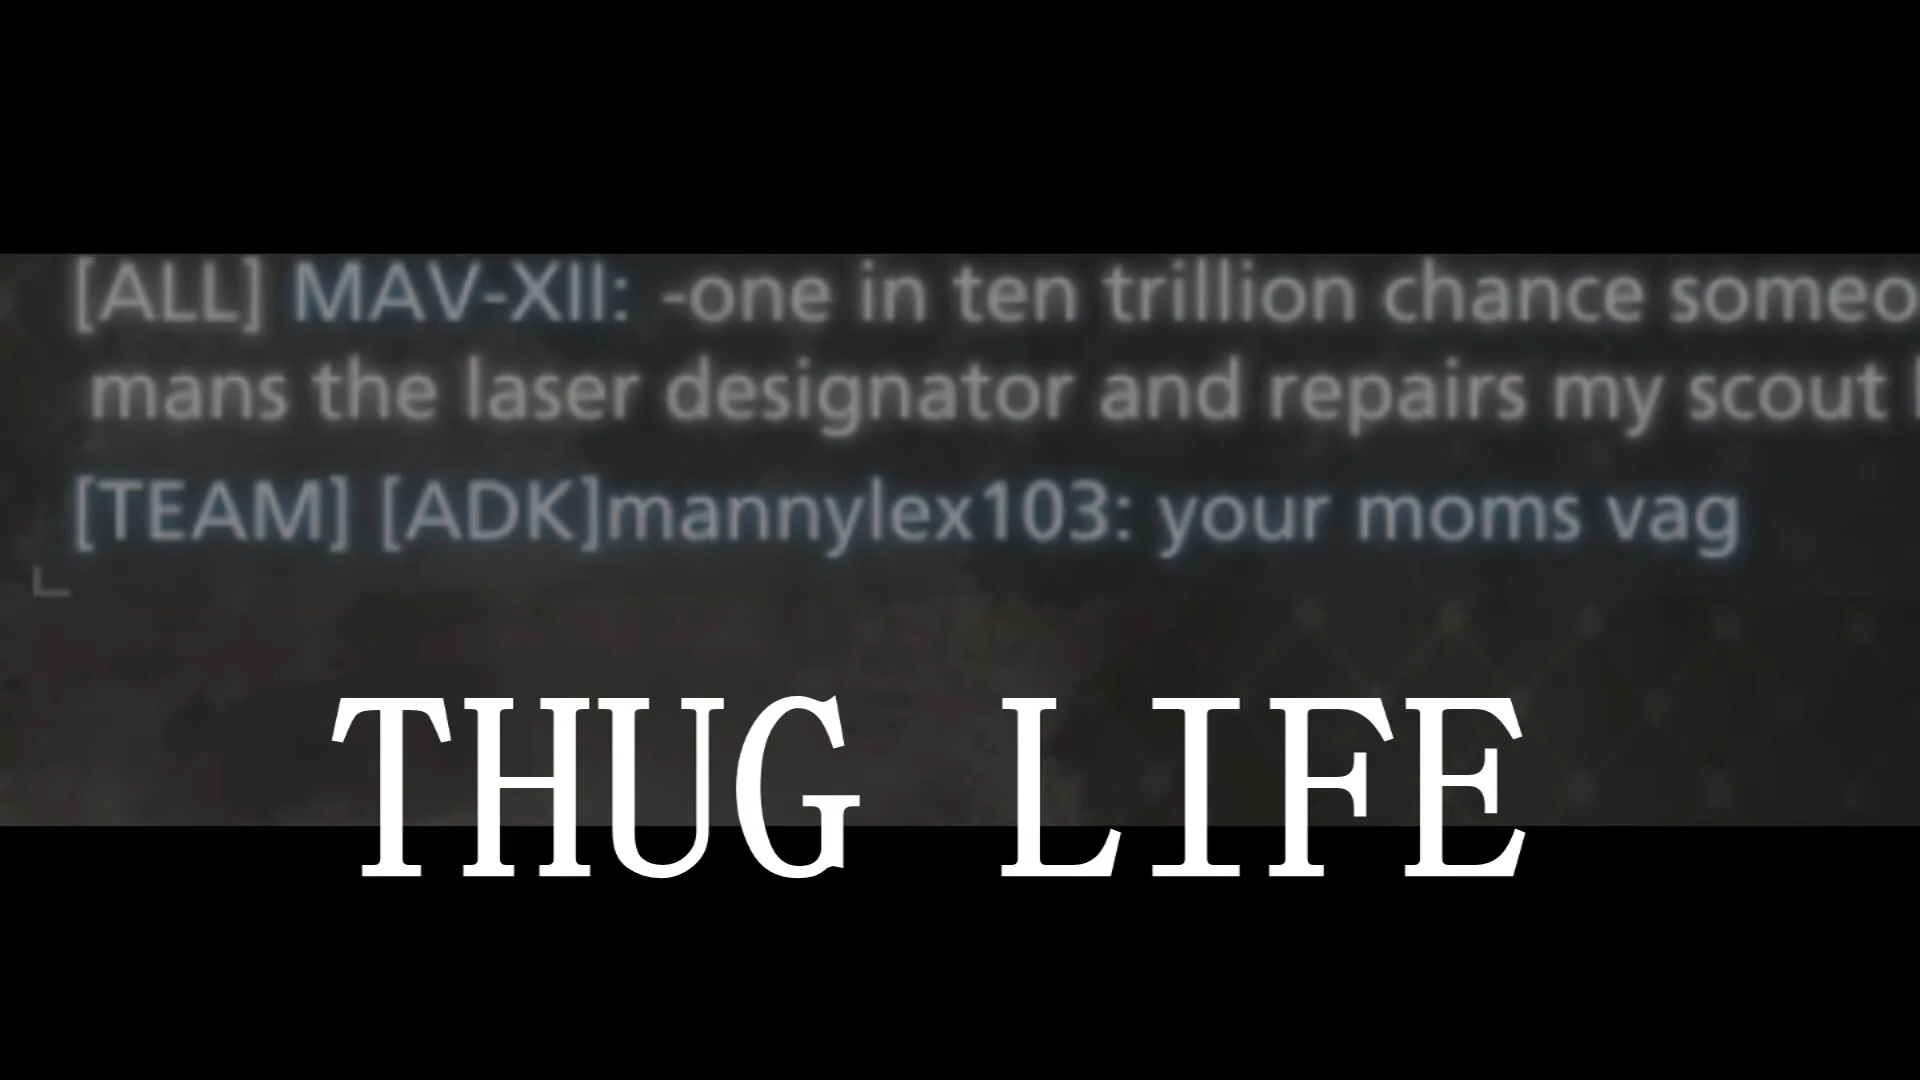 [ALL] MAV-XII: -one in ten trillion chance someo
mans the laser designator and repairs my scout
[TEAM] [ADK]mannylex103: your moms vag
THUG LIFE